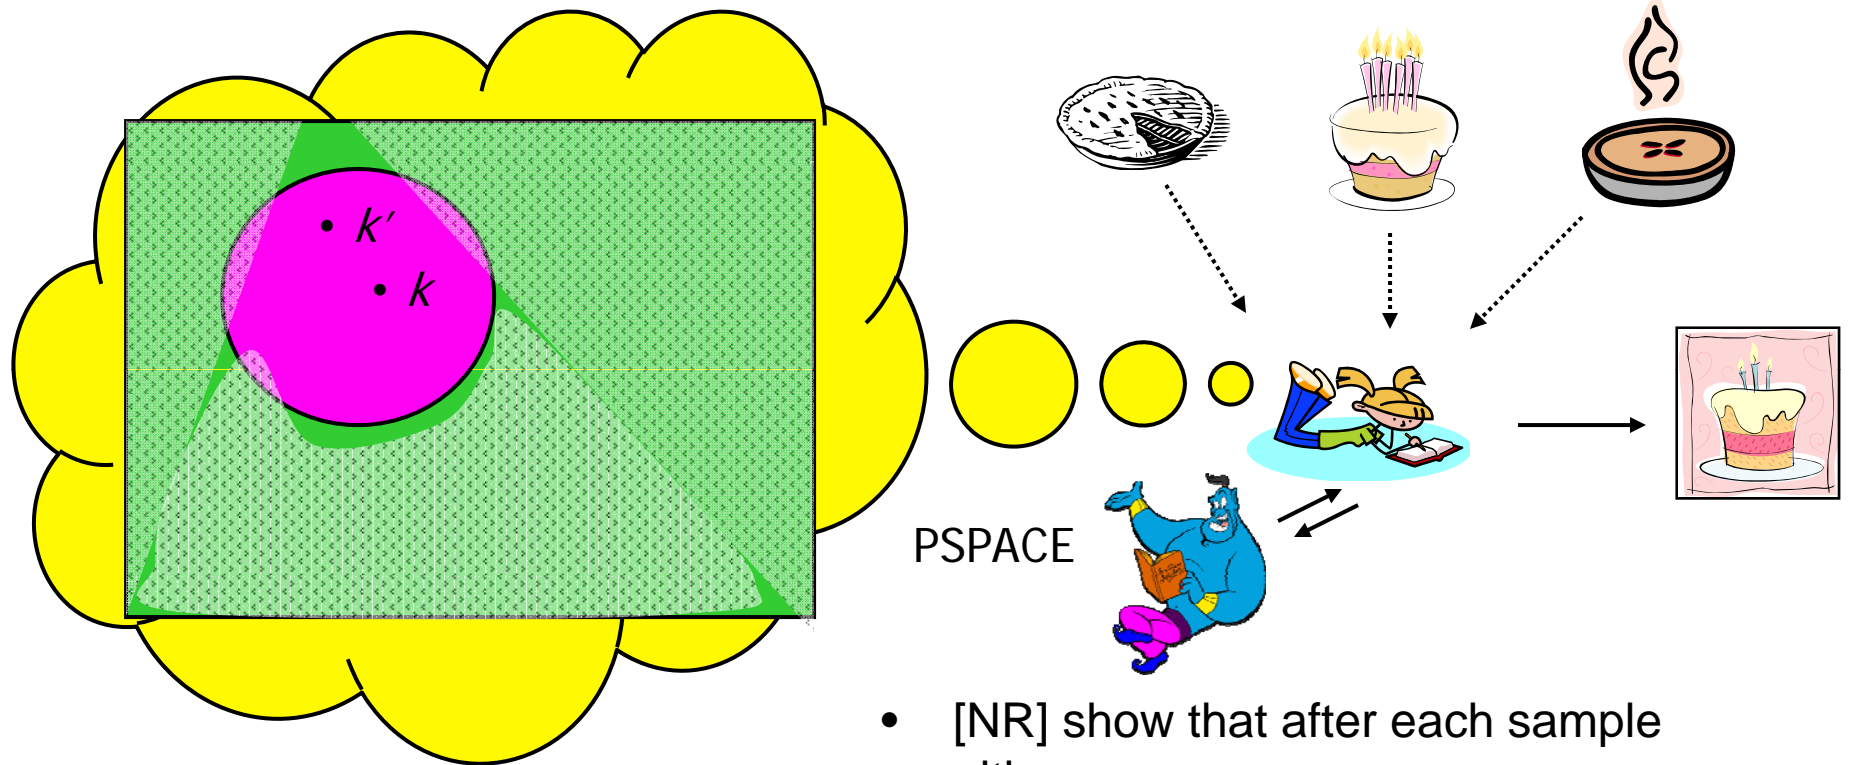 k′
k
PSPACE
• [NR] show that after each sample